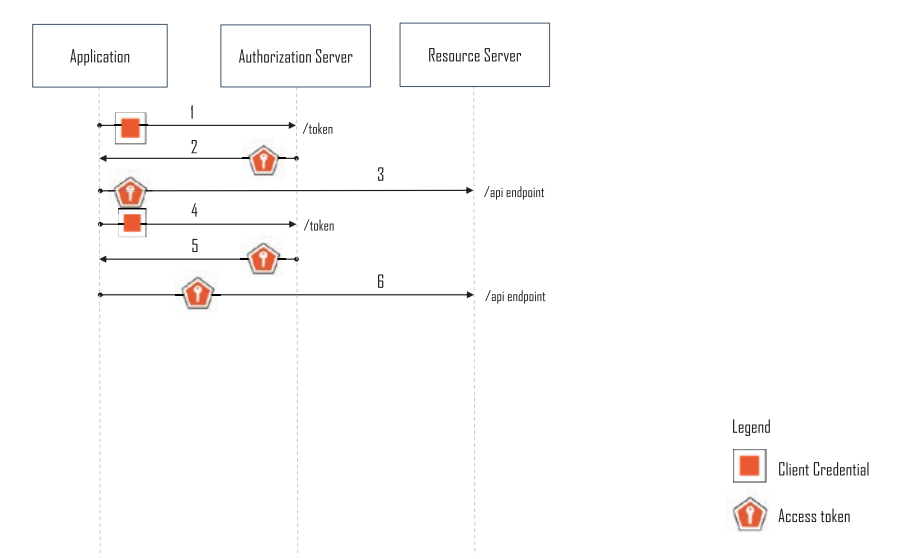 Application
Authorization Server
Resource Server
1
/token
2
3
/api endpoint
4
/token
5
6
/api endpoint
Legend
Client Credential
Access token